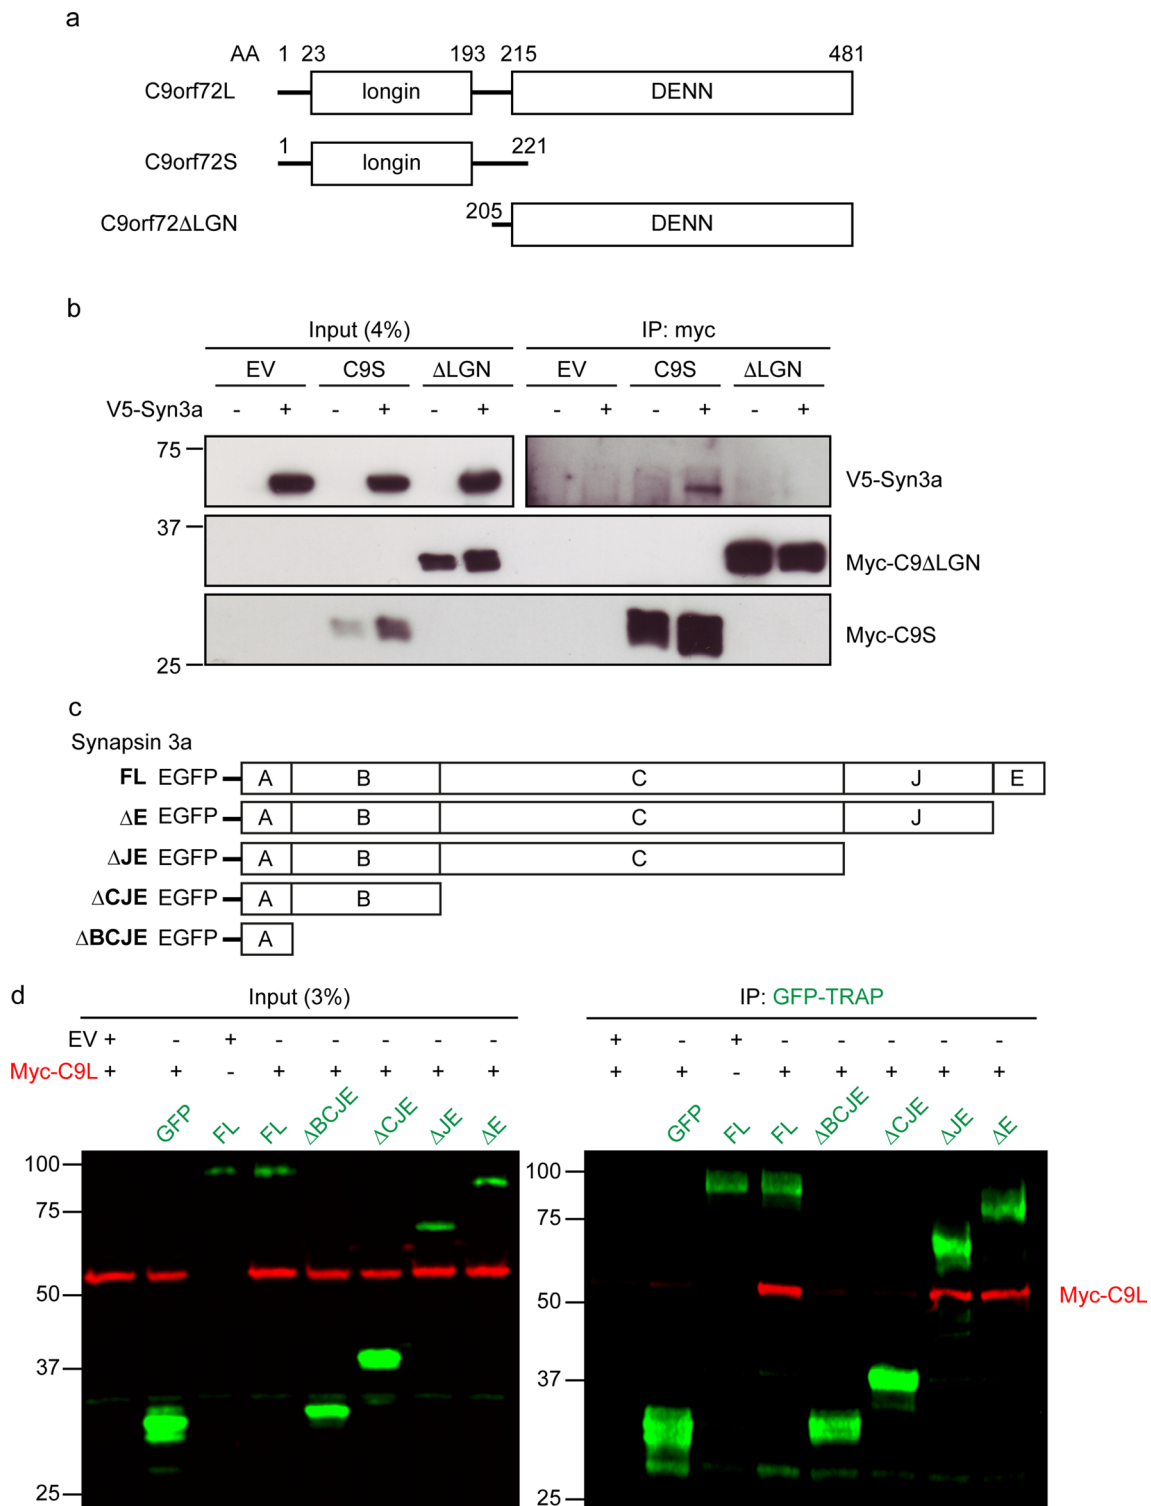 a
AA 1 23 193 215 481
C9orf72L longin DENN
1 221
C9orf72S longin
205
C9orf72ΔLGN DENN
b
Input (4%) IP: myc
EV C9S ΔLGN EV C9S ΔLGN
V5-Syn3a - + - + - + - + - + - +
75
V5-Syn3a
37
Myc-C9ΔLGN
Myc-C9S
25
c
Synapsin 3a
FL EGFP A B C J E
ΔE EGFP A B C J
ΔJE EGFP A B C
ΔCJE EGFP A B
ΔBCJE EGFP A
d
Input (3%) IP: GFP-TRAP
EV + - + - - - - - + - + - - - - -
Myc-C9L + + - + + + + + + + - + + + + +
GFP FL FL ΔBCJE ΔCJE ΔJE ΔE GFP FL FL ΔBCJE ΔCJE ΔJE ΔE
100 100
75 75
50 50 Myc-C9L
37 37
25 25